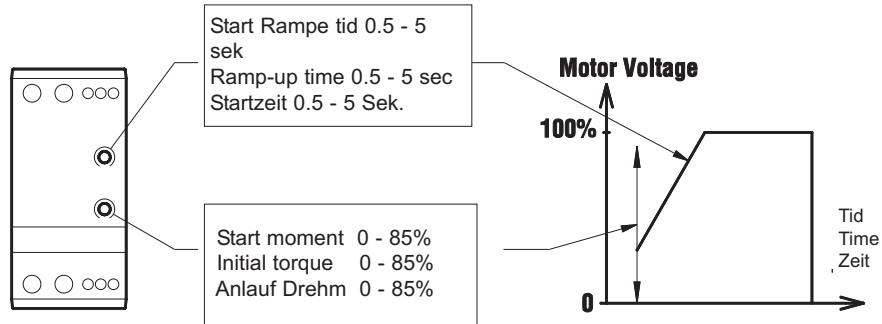 Start Rampe tid 0.5 - 5
sek
Ramp-up time 0.5 - 5 sec
Startzeit 0.5 - 5 Sek.
Motor Voltage
100%
Start moment 0 - 85%
Initial torque 0 - 85%
Anlauf Drehm 0 - 85%
Tid
Time
Zeit
0